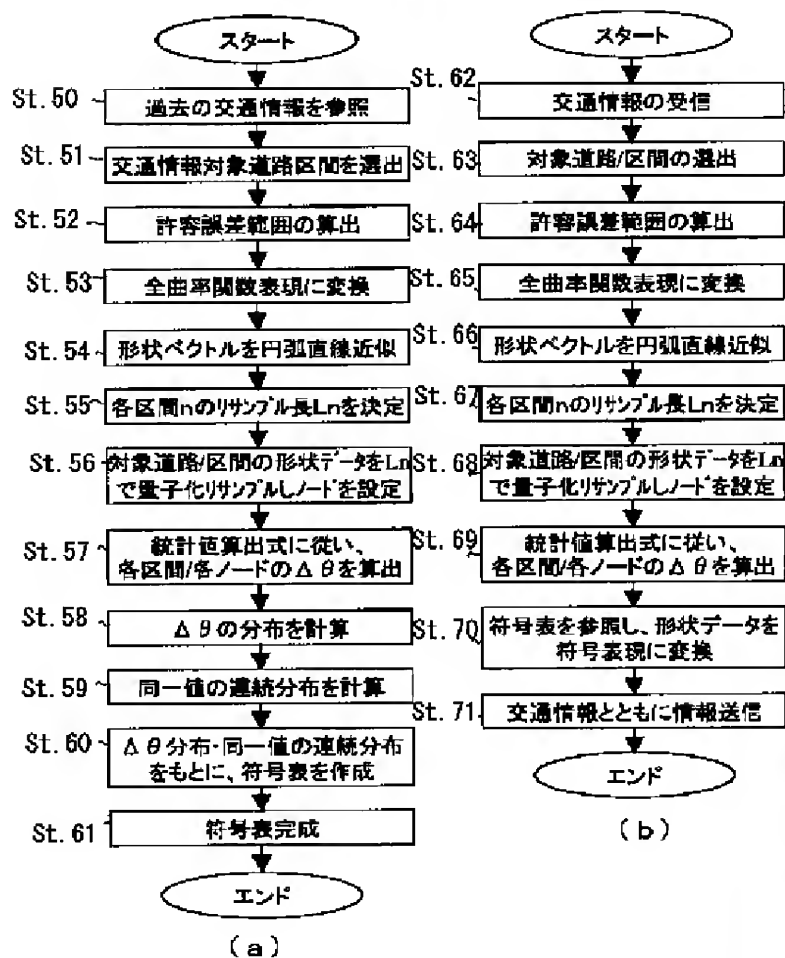 スタート
St.50 過去の交通情報を参照
St.51 交通情報対象道路区間を選出
St.52 許容誤差範囲の算出
St.53 全曲率関数表現に変換
St.54 形状ベクトルを円弧直線近似
St.55 各区間nのリサンプル長Lnを決定
St.56 対象道路/区間の形状データをLn
で量子化リサンプルしノードを設定
St.57 統計値算出式に従い、
各区間/各ノードのΔθを算出
St.58 Δθの分布を計算
St.59 同一値の連続分布を計算
St.60 Δθ分布・同一値の連続分布
をもとに、符号表を作成
St.61 符号表完成
エンド
(a)
スタート
St.62 交通情報の受信
St.63 対象道路/区間の選出
St.64 許容誤差範囲の算出
St.65 全曲率関数表現に変換
St.66 形状ベクトルを円弧直線近似
St.67 各区間nのリサンプル長Lnを決定
St.68 対象道路/区間の形状データをLn
で量子化リサンプルしノードを設定
St.69 統計値算出式に従い、
各区間/各ノードのΔθを算出
St.70 符号表を参照し、形状データを
符号表現に変換
St.71 交通情報とともに情報送信
エンド
(b)